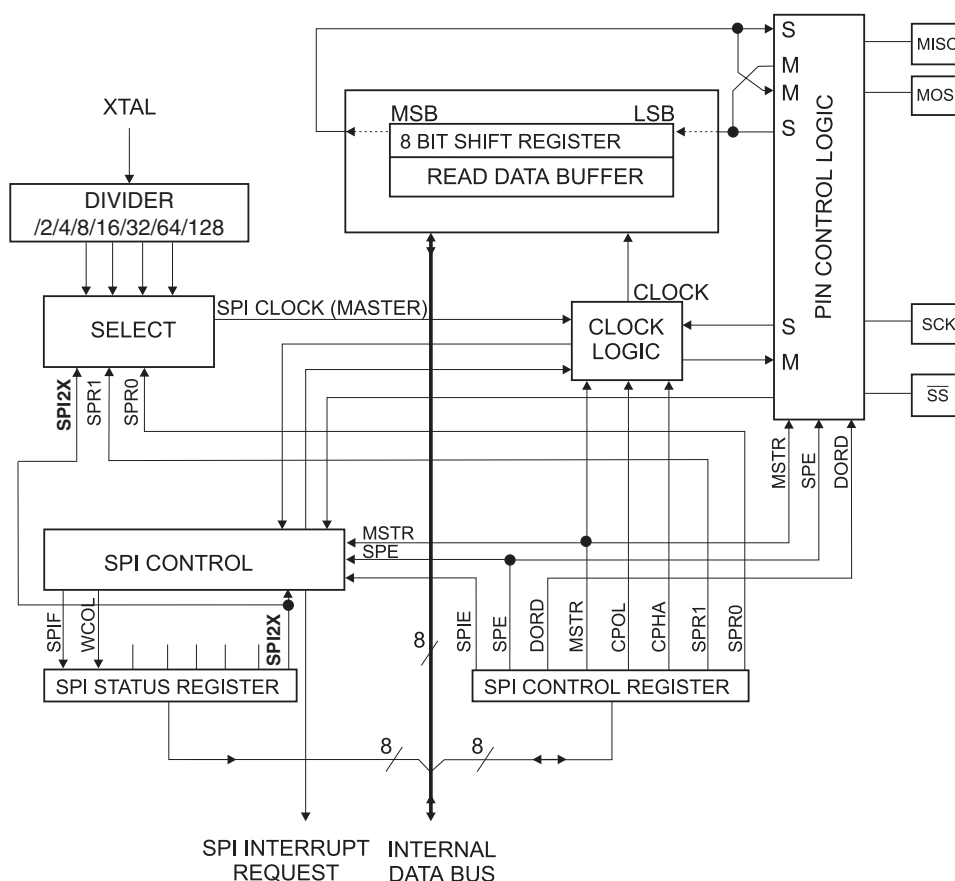 S
MISO
M
MOSI
M
S
MSB
LSB
8 BIT SHIFT REGISTER
READ DATA BUFFER
PIN CONTROL LOGIC
XTAL
DIVIDER
/2/4/8/16/32/64/128
SPI CLOCK (MASTER)
SELECT
CLOCK
CLOCK
LOGIC
S
M
SCK
SS
SPI2X
SPR1
SPR0
MSTR
SPE
DORD
MSTR
SPE
SPI CONTROL
SPIF
WCOL
SPI2X
8
SPIE
SPE
DORD
MSTR
CPOL
CPHA
SPR1
SPR0
SPI STATUS REGISTER
SPI CONTROL REGISTER
8
8
SPI INTERRUPT
REQUEST
INTERNAL
DATA BUS